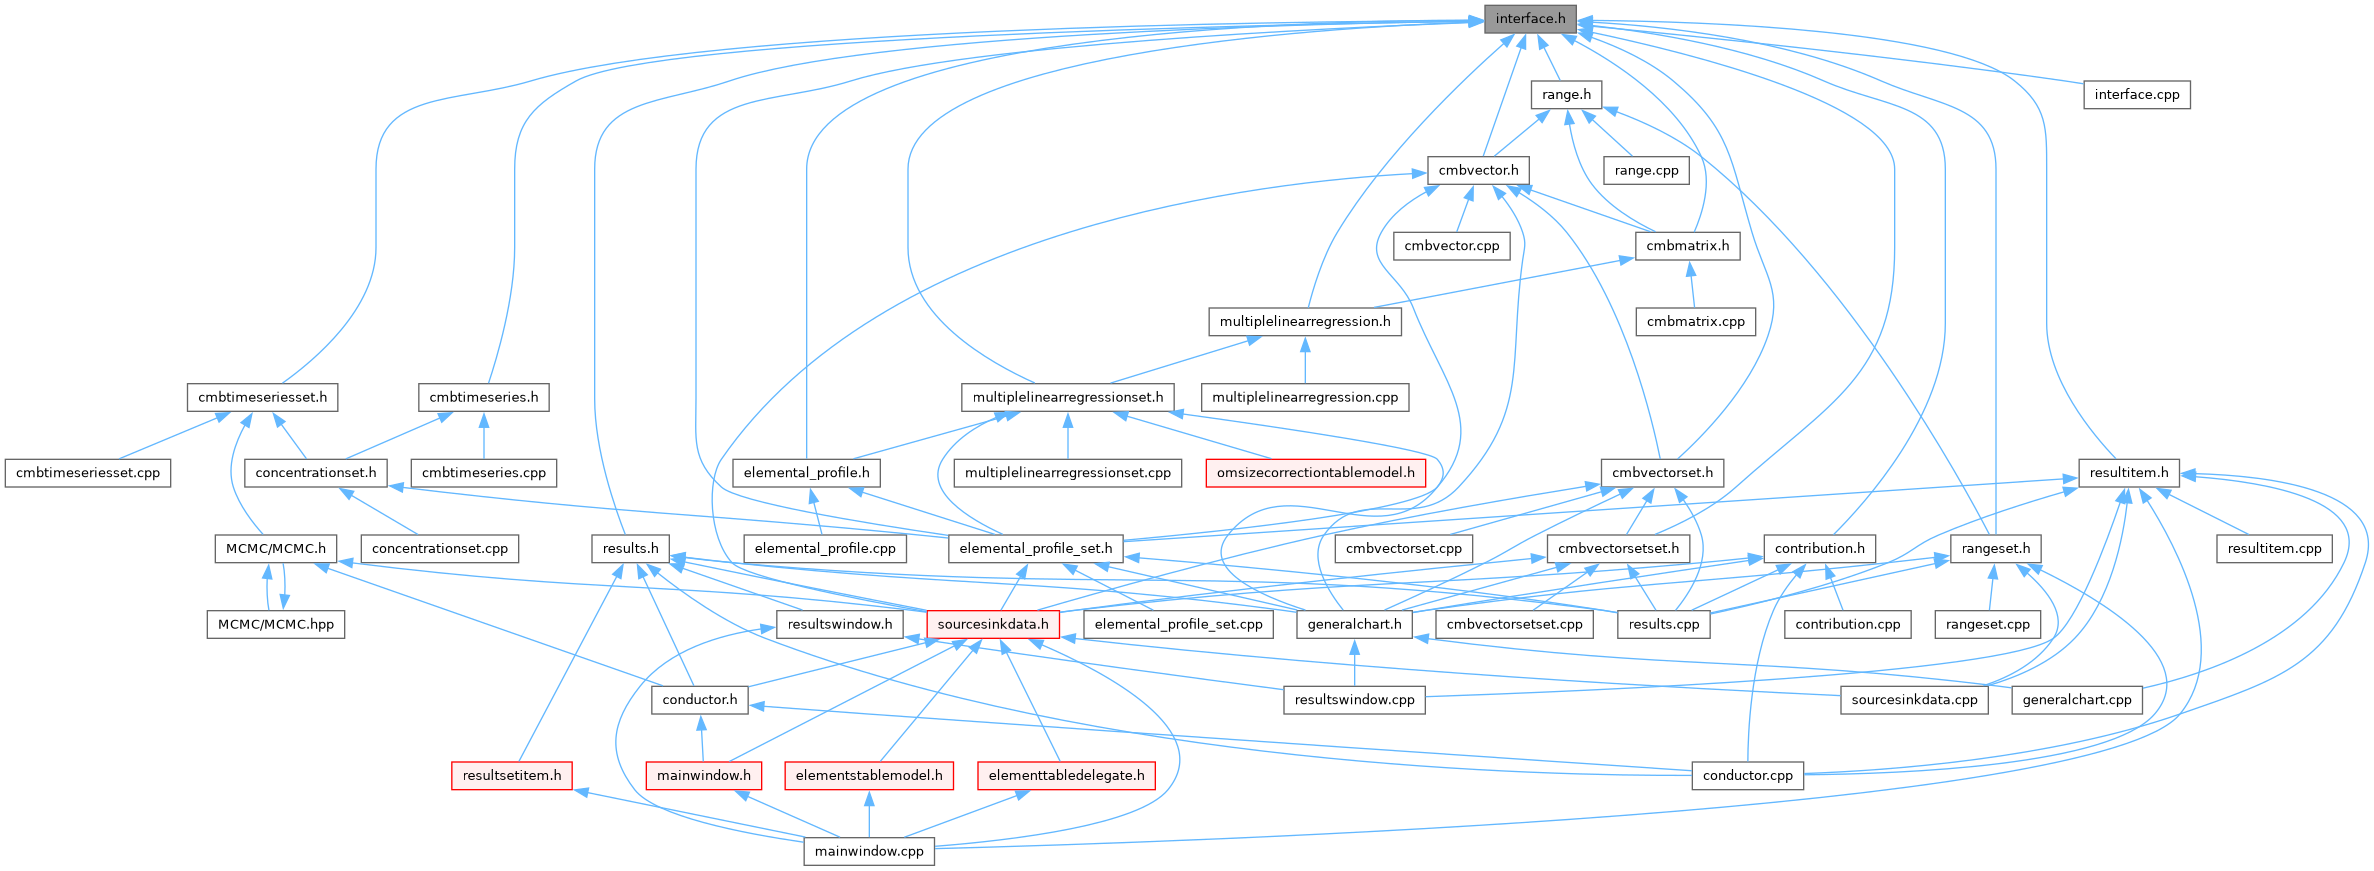 interface.h
range.h
interface.cpp
cmbvector.h
range.cpp
cmbvector.cpp
cmbmatrix.h
multiplelinearregression.h
cmbmatrix.cpp
cmbtimeseriesset.h
cmbtimeseries.h
multiplelinearregressionset.h
multiplelinearregression.cpp
cmbtimeseriesset.cpp
concentrationset.h
cmbtimeseries.cpp
elemental_profile.h
multiplelinearregressionset.cpp
omsizecorrectiontablemodel.h
cmbvectorset.h
resultitem.h
MCMC/MCMC.h
concentrationset.cpp
results.h
elemental_profile.cpp
elemental_profile_set.h
cmbvectorset.cpp
cmbvectorsetset.h
contribution.h
rangeset.h
resultitem.cpp
MCMC/MCMC.hpp
resultswindow.h
sourcesinkdata.h
elemental_profile_set.cpp
generalchart.h
cmbvectorsetset.cpp
results.cpp
contribution.cpp
rangeset.cpp
conductor.h
resultswindow.cpp
sourcesinkdata.cpp
generalchart.cpp
resultsetitem.h
mainwindow.h
elementstablemodel.h
elementtabledelegate.h
conductor.cpp
mainwindow.cpp